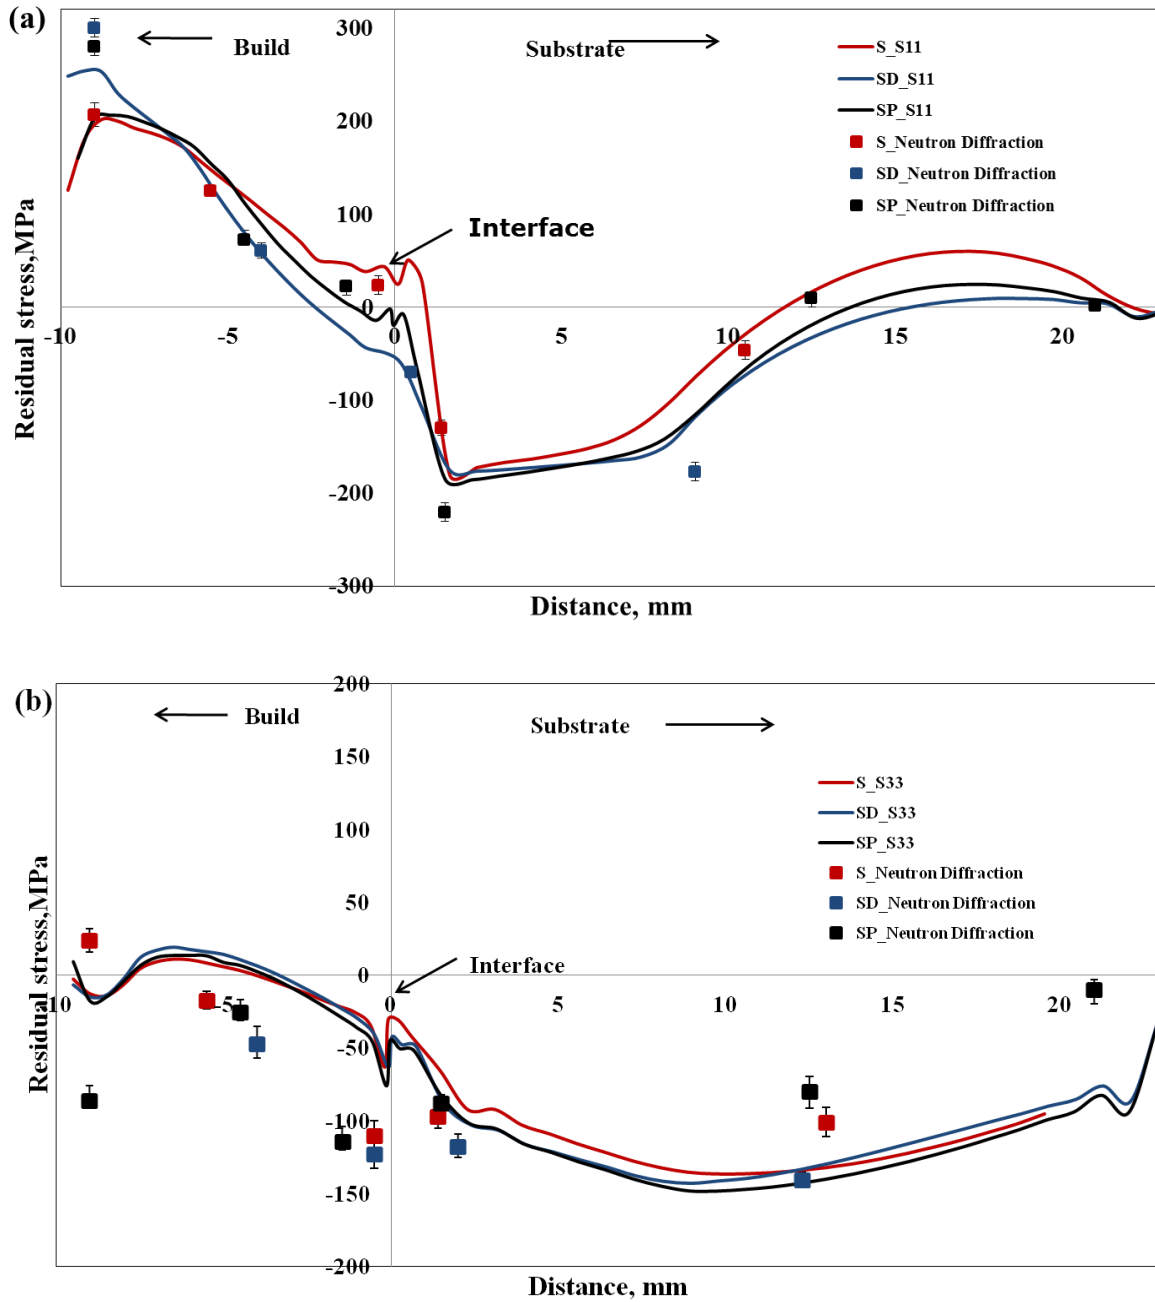 (a)
300
Build
Substrate
S_S11
SD_S11
SP_S11
S_Neutron Diffraction
SD_Neutron Diffraction
SP_Neutron Diffraction
200
100
Interface
0
-10
-5
0
5
10
15
20
-100
-200
-300
Residual stress,MPa
Distance, mm
(b)
200
Build
Substrate
150
S_S33
SD_S33
SP_S33
S_Neutron Diffraction
SD_Neutron Diffraction
SP_Neutron Diffraction
100
50
Interface
0
-10
-5
0
5
10
15
20
-50
-100
-150
-200
Residual stress,MPa
Distance, mm